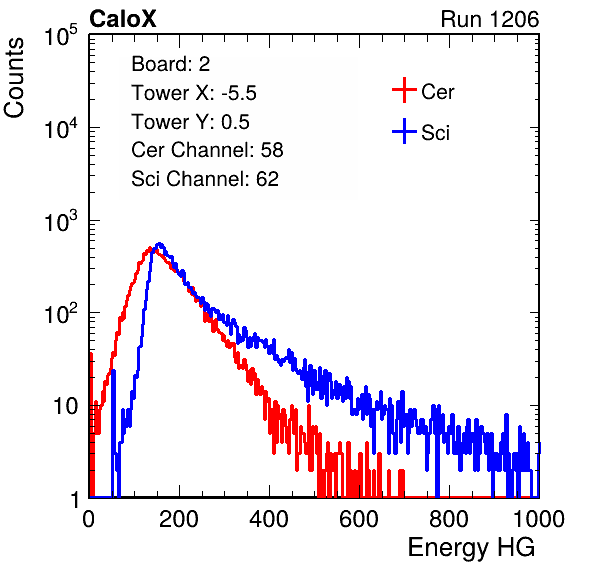 CaloX Run 1206
Counts
Board: 2
Tower X: -5.5
Tower Y: 0.5
Cer Channel: 58
Sci Channel: 62
Cer
Sci
10^5
10^4
10^3
10^2
10
1
0 200 400 600 800 1000
Energy HG